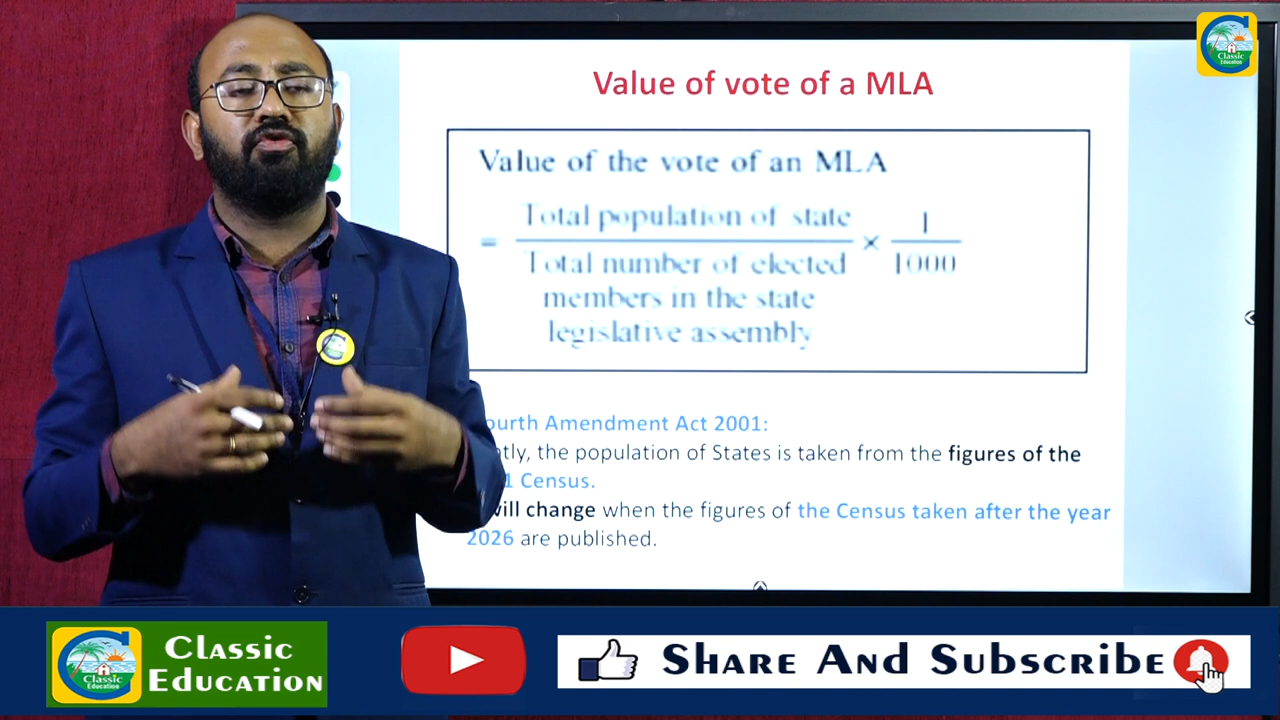 Value of vote of a MLA
Value of the vote of an MLA
= Total population of state × 1
Total number of elected 1000
members in the state
legislative assembly
Amendment Act 2001:
the population of States is taken from the figures of the
Census.
will change when the figures of the Census taken after the year
2026 are published.
Classic
Education
Classic
Education
Classic
Education
Share And Subscribe